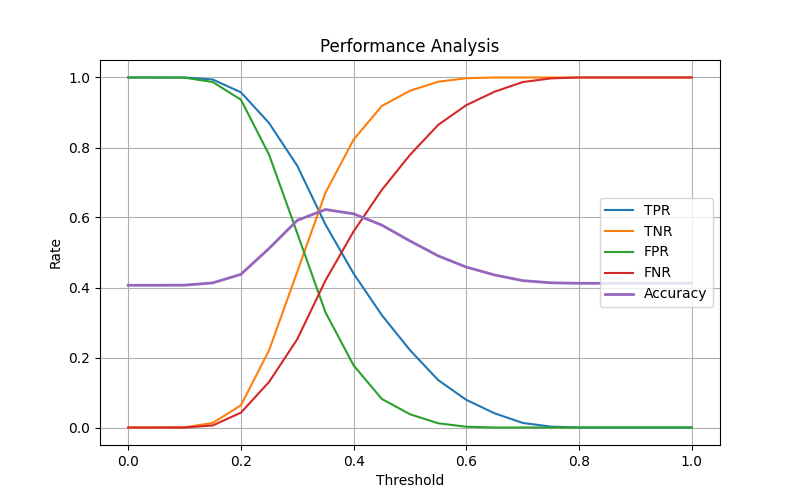 Performance Analysis
Rate
1.0
0.8
0.6
0.4
0.2
0.0
TPR
TNR
FPR
FNR
Accuracy
0.0 0.2 0.4 0.6 0.8 1.0
Threshold